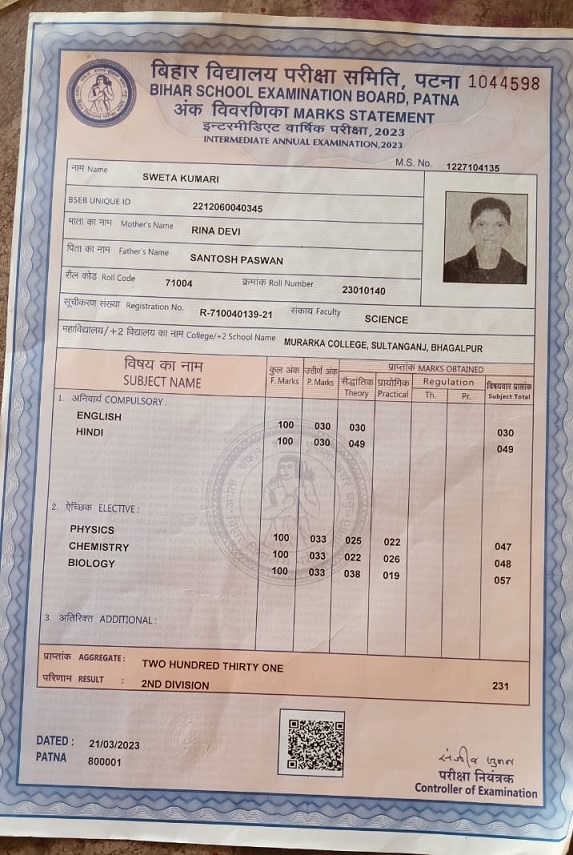 बिहार विद्यालय परीक्षा समिति, पटना 1044598
BIHAR SCHOOL EXAMINATION BOARD, PATNA
अंक विवरणिका MARKS STATEMENT
इन्टरमीडिएट वार्षिक परीक्षा, 2023
INTERMEDIATE ANNUAL EXAMINATION,2023
M.S. No. 1227104135
नाम Name SWETA KUMARI
BSEB UNIQUE ID 2212060040345
माता का नाम Mother's Name RINA DEVI
पिता का नाम Father's Name SANTOSH PASWAN
रौल कोड Roll Code 71004 क्रमांक Roll Number 23010140
सूचीकरण संख्या Registration No. R-710040139-21 संकाय Faculty SCIENCE
महाविद्यालय/+2 विद्यालय का नाम College/+2 School Name MURARKA COLLEGE, SULTANGANJ, BHAGALPUR
विषय का नाम कुल अंक उत्तीर्ण अंक प्राप्तांक MARKS OBTAINED
SUBJECT NAME F. Marks P. Marks सैद्धांतिक Theory प्रायोगिक Practical Regulation Th. Pr. विषयवार प्राप्तांक Subject Total
1. अनिवार्य COMPULSORY:
ENGLISH 100 030 030 030
HINDI 100 030 049 049
2. ऐच्छिक ELECTIVE:
PHYSICS 100 033 025 022 047
CHEMISTRY 100 033 022 026 048
BIOLOGY 100 033 038 019 057
3. अतिरिक्त ADDITIONAL:
प्राप्तांक AGGREGATE: TWO HUNDRED THIRTY ONE
परिणाम RESULT : 2ND DIVISION 231
DATED : 21/03/2023
PATNA 800001
परीक्षा नियंत्रक
Controller of Examination